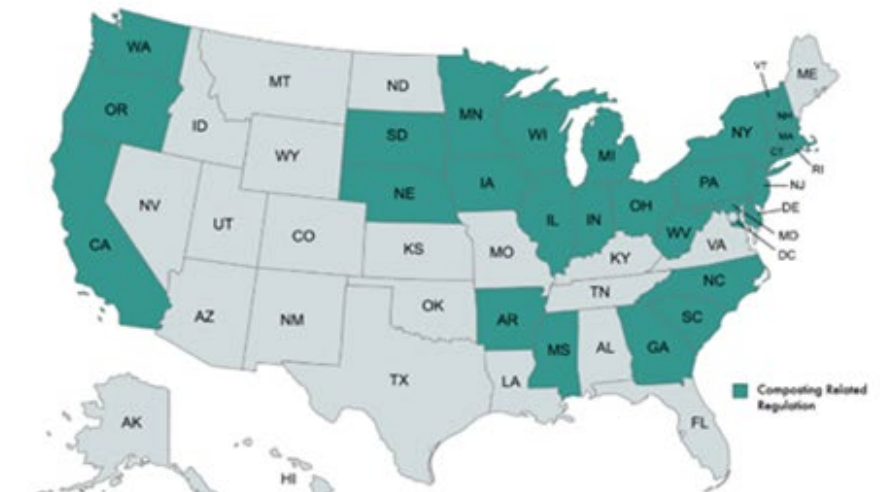 WA
MT
ND
MN
VT
ME
OR
ID
SD
WI
NH
NY
MA
WY
MI
CT
RI
NE
IA
PA
NJ
NV
OH
DE
UT
IL
IN
CA
CO
WV
MD
VA
KS
MO
KY
DC
NC
TN
AZ
NM
OK
AR
SC
MS
AL
GA
TX
LA
Composting Related
Regulation
AK
FL
HI